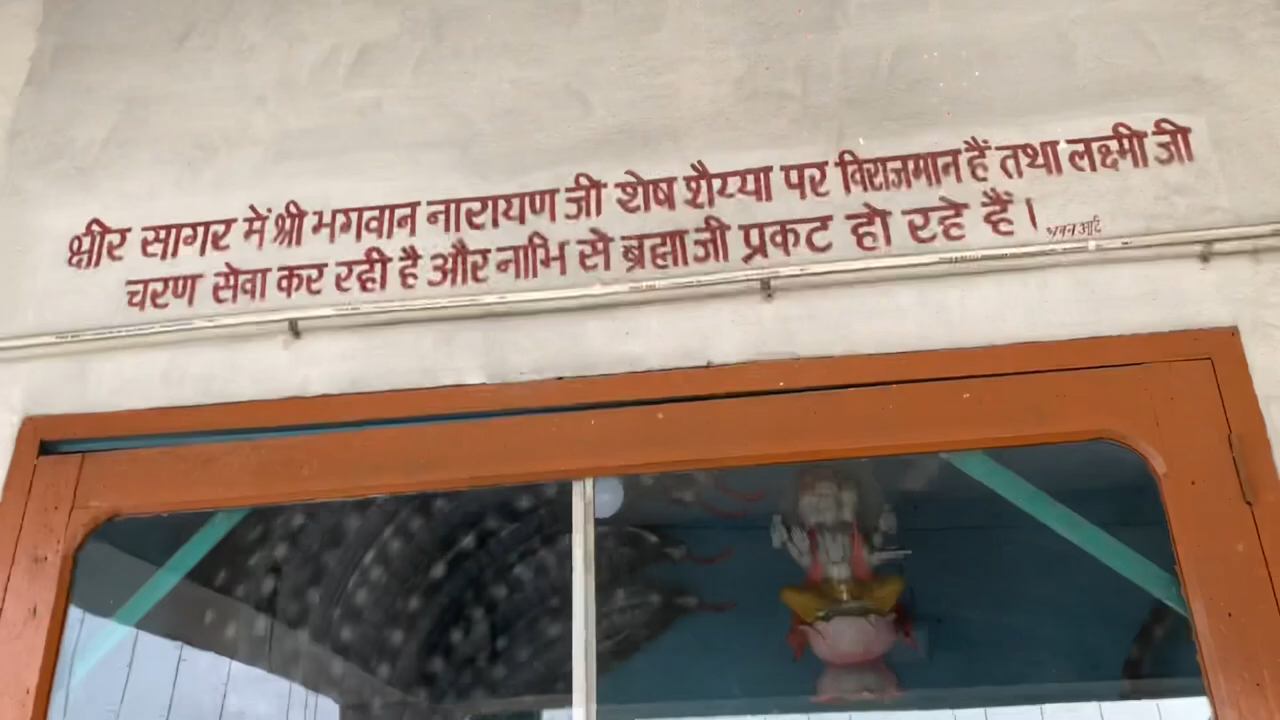 क्षीर सागर में श्री भगवान नारायण जी शेष शैय्या पर विराजमान हैं तथा लक्ष्मी जी
चरण सेवा कर रही है और नाभि से ब्रह्मा जी प्रकट हो रहे हैं।